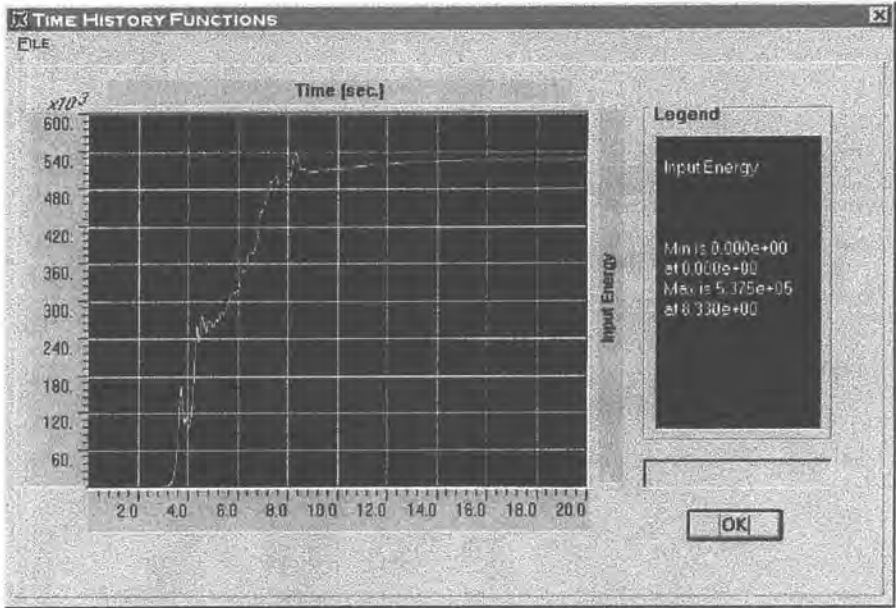 TIME HISTORY FUNCTIONS
FILE
Time (sec.)
x10^3
600.
540.
480.
420.
360.
300.
240.
180.
120.
60.
2.0 4.0 6.0 8.0 10.0 12.0 14.0 16.0 18.0 20.0
Input Energy
Legend
Input Energy
Min is 0.000e+00
at 0.000e+00
Max is 5.375e+05
at 8.330e+00
OK